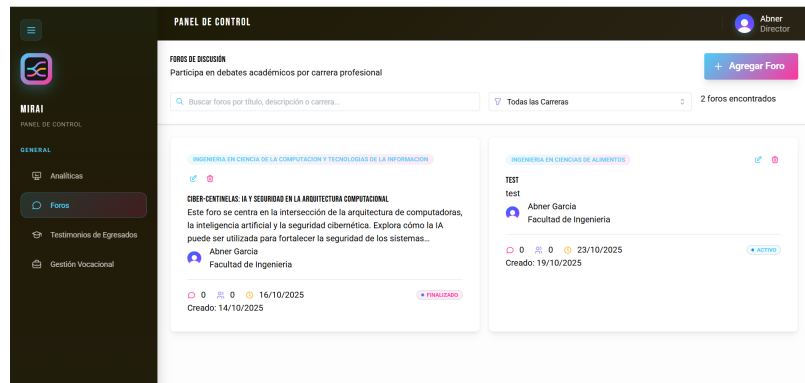 PANEL DE CONTROL
Abner
Director
MIRAI
PANEL DE CONTROL
GENERAL
Analíticas
Foros
Testimonios de Egresados
Gestión Vocacional
FOROS DE DISCUSIÓN
Participa en debates académicos por carrera profesional
+ Agregar Foro
Buscar foros por título, descripción o carrera...
Todas las Carreras
2 foros encontrados
INGENIERIA EN CIENCIA DE LA COMPUTACION Y TECNOLOGIAS DE LA INFORMACION
CIBER-CENTINELAS: IA Y SEGURIDAD EN LA ARQUITECTURA COMPUTACIONAL
Este foro se centra en la intersección de la arquitectura de computadoras,
la inteligencia artificial y la seguridad cibernética. Explora cómo la IA
puede ser utilizada para fortalecer la seguridad de los sistemas...
Abner Garcia
Facultad de Ingenieria
0 0 16/10/2025
FINALIZADO
Creado: 14/10/2025
INGENIERIA EN CIENCIAS DE ALIMENTOS
TEST
test
Abner Garcia
Facultad de Ingenieria
0 0 23/10/2025
ACTIVO
Creado: 19/10/2025